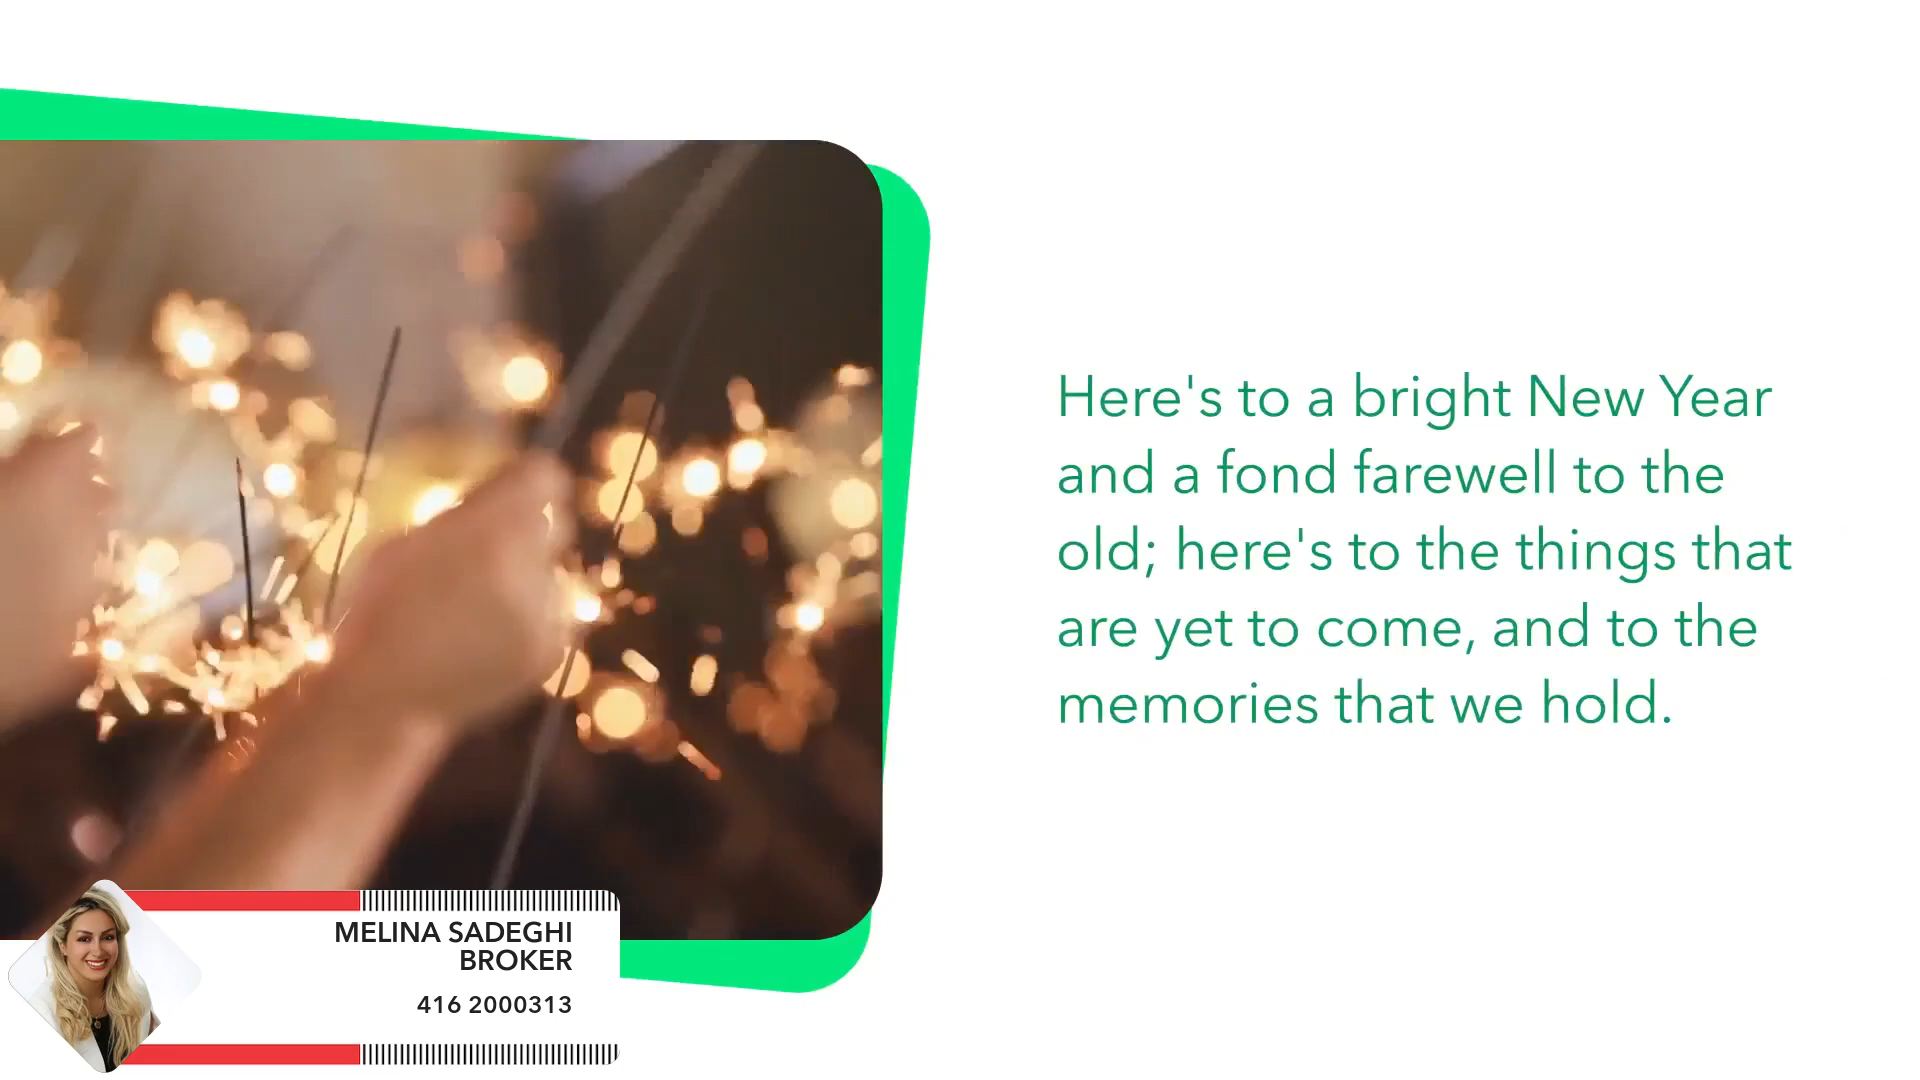 Here's to a bright New Year
and a fond farewell to the
old; here's to the things that
are yet to come, and to the
memories that we hold.
MELINA SADEGHI
BROKER
416 2000313